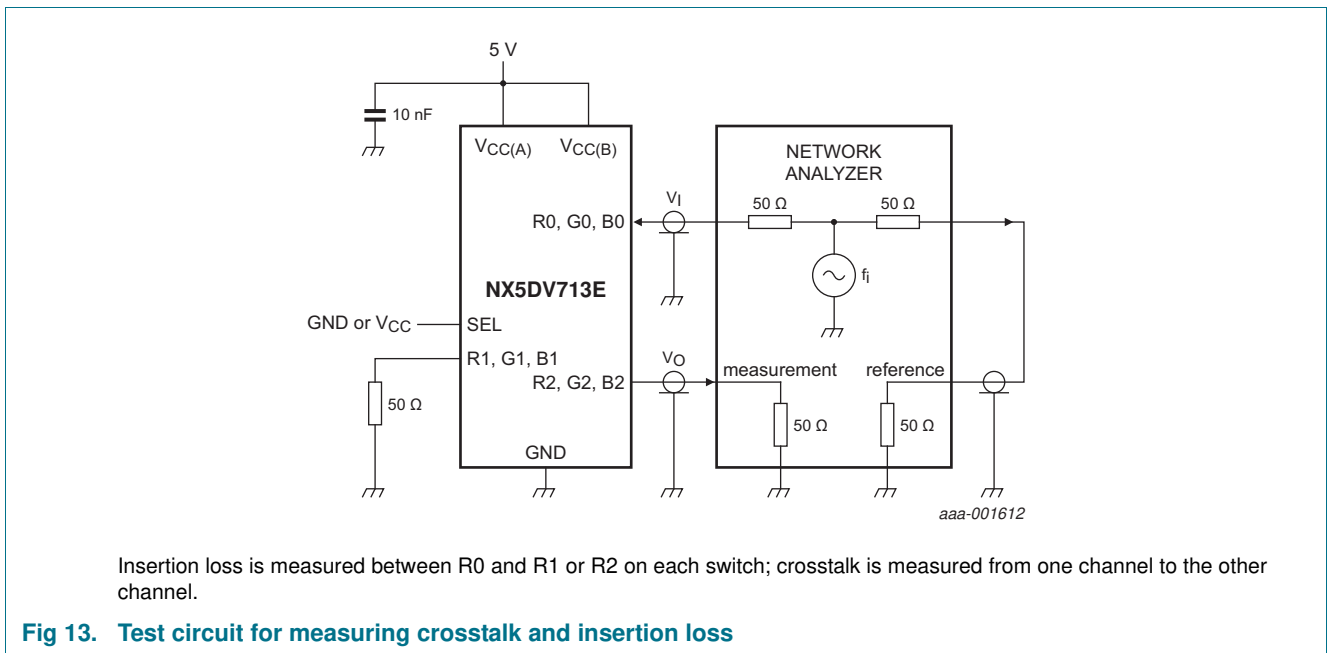 5 V
10 nF
VCC(A) VCC(B)
NETWORK
ANALYZER
R0, G0, B0
VI
50 Ω
50 Ω
NX5DV713E
fi
GND or VCC
SEL
R1, G1, B1
R2, G2, B2
VO
measurement
reference
50 Ω
50 Ω
50 Ω
GND
aaa-001612
Insertion loss is measured between R0 and R1 or R2 on each switch; crosstalk is measured from one channel to the other
channel.
Fig 13. Test circuit for measuring crosstalk and insertion loss